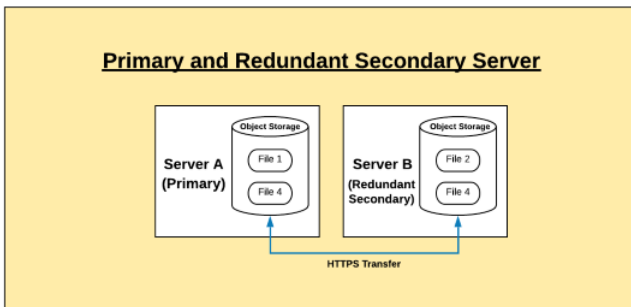 Primary and Redundant Secondary Server
Object Storage
Server A
(Primary)
File 1
File 4
Object Storage
Server B
(Redundant
Secondary)
File 2
File 4
HTTPS Transfer